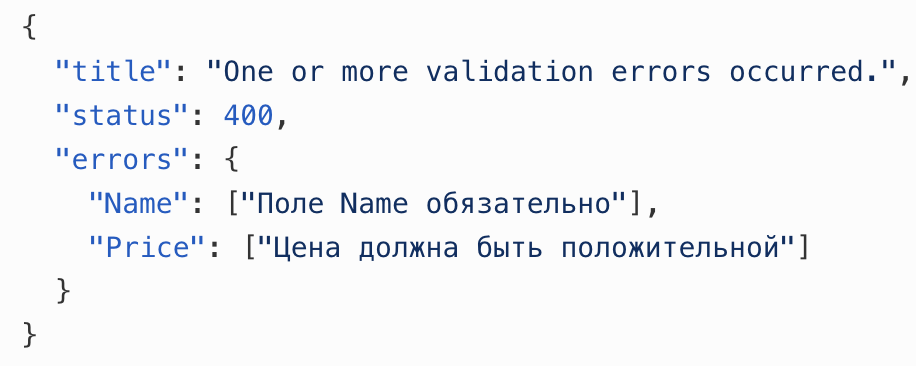 {
  "title": "One or more validation errors occurred.",
  "status": 400,
  "errors": {
    "Name": ["Поле Name обязательно"],
    "Price": ["Цена должна быть положительной"]
  }
}